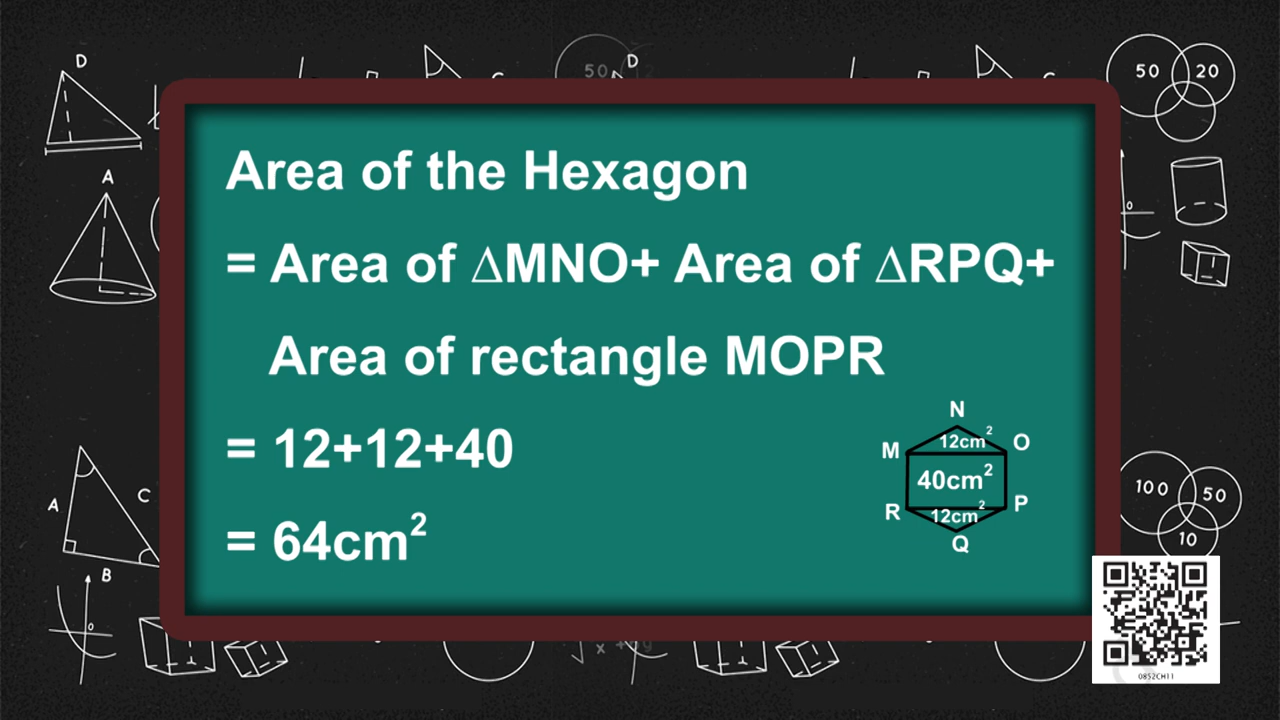 Area of the Hexagon
= Area of ∆MNO+ Area of ∆RPQ+
Area of rectangle MOPR
= 12+12+40
= 64cm²
N
M 12cm² O
40cm²
R 12cm² P
Q
D
50
D
50 20
A
A C
B
100 50
10
0852CH11